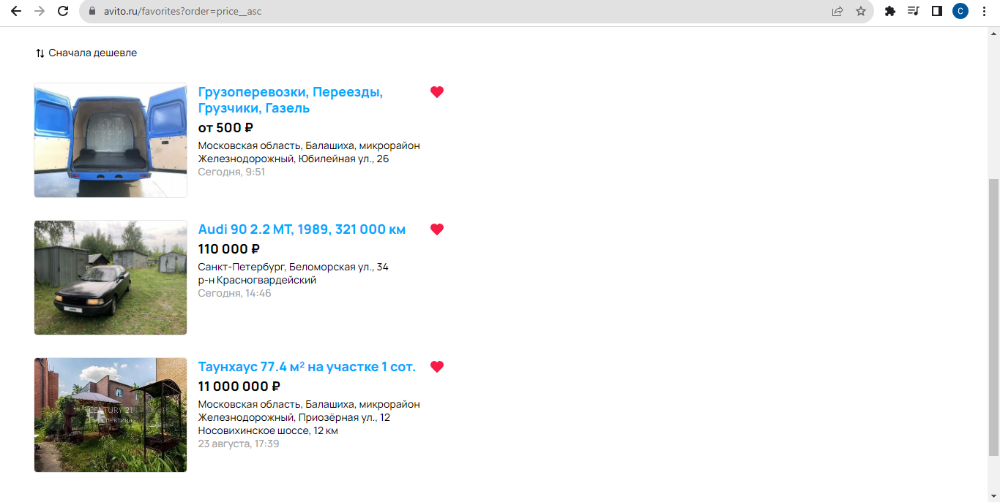 avito.ru/favorites?order=price__asc
C
Сначала дешевле
Грузоперевозки, Переезды,
Грузчики, Газель
от 500 ₽
Московская область, Балашиха, микрорайон
Железнодорожный, Юбилейная ул., 26
Сегодня, 9:51
Audi 90 2.2 MT, 1989, 321 000 км
110 000 ₽
Санкт-Петербург, Беломорская ул., 34
р-н Красногвардейский
Сегодня, 14:46
Таунхаус 77.4 м² на участке 1 сот.
11 000 000 ₽
Московская область, Балашиха, микрорайон
Железнодорожный, Приозёрная ул., 12
Носовихинское шоссе, 12 км
23 августа, 17:39
CENTURY 21
Перспектива